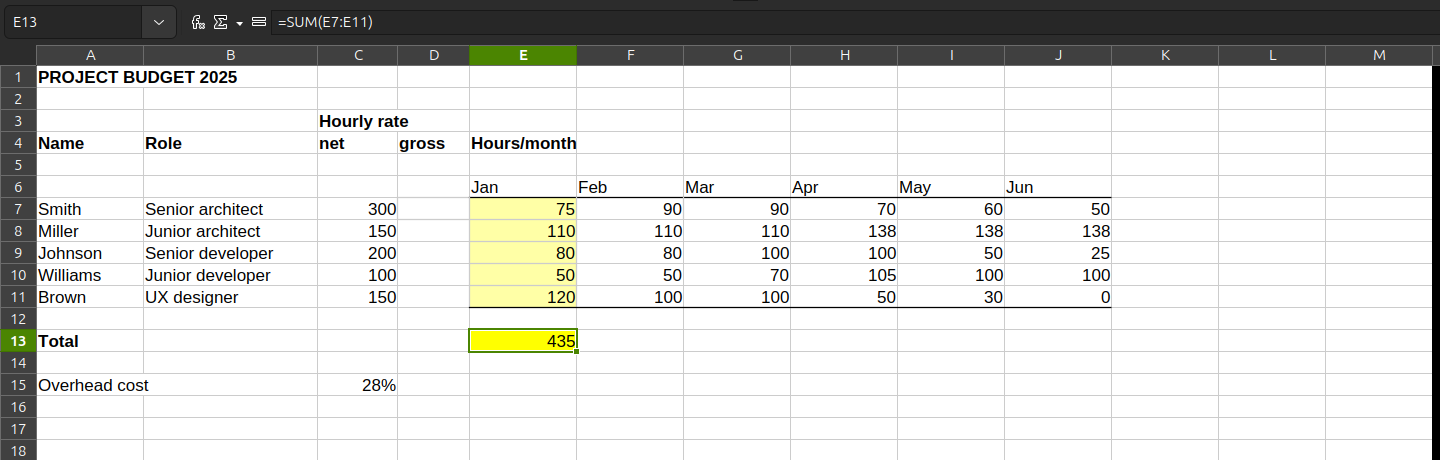 E13 =SUM(E7:E11)
A B C D E F G H I J K L M
1 PROJECT BUDGET 2025
2
3 Hourly rate
4 Name Role net gross Hours/month
5
6 Jan Feb Mar Apr May Jun
7 Smith Senior architect 300 75 90 90 70 60 50
8 Miller Junior architect 150 110 110 110 138 138 138
9 Johnson Senior developer 200 80 80 100 100 50 25
10 Williams Junior developer 100 50 50 70 105 100 100
11 Brown UX designer 150 120 100 100 50 30 0
12
13 Total 435
14
15 Overhead cost 28%
16
17
18